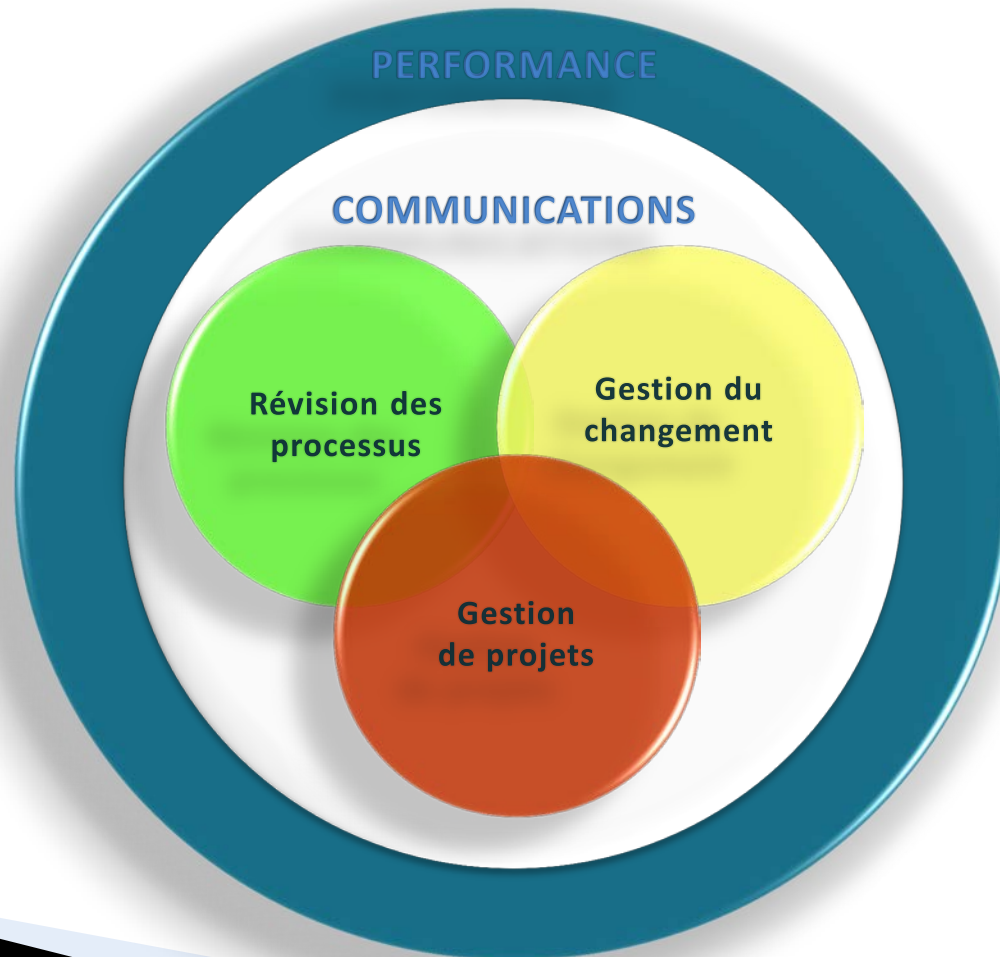 PERFORMANCE
COMMUNICATIONS
Révision des
processus
Gestion du
changement
Gestion
de projets